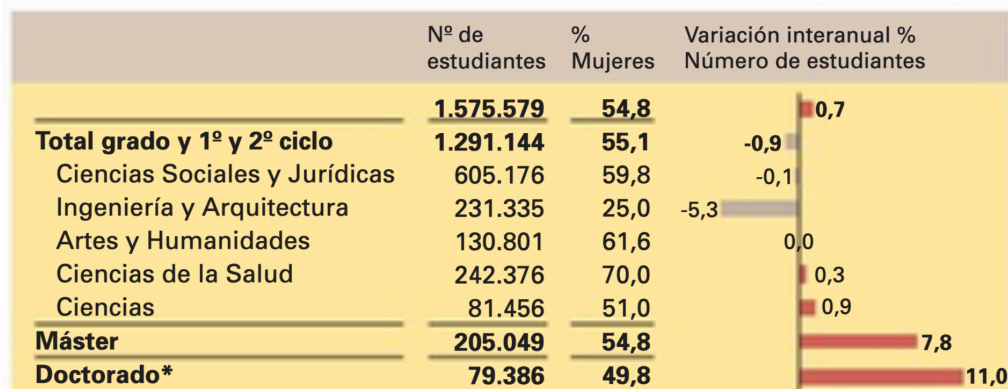 Nº de % Variación interanual %
estudiantes Mujeres Número de estudiantes
1.575.579 54,8 0,7
Total grado y 1º y 2º ciclo 1.291.144 55,1 -0,9
Ciencias Sociales y Jurídicas 605.176 59,8 -0,1
Ingeniería y Arquitectura 231.335 25,0 -5,3
Artes y Humanidades 130.801 61,6 0,0
Ciencias de la Salud 242.376 70,0 0,3
Ciencias 81.456 51,0 0,9
Máster 205.049 54,8 7,8
Doctorado* 79.386 49,8 11,0